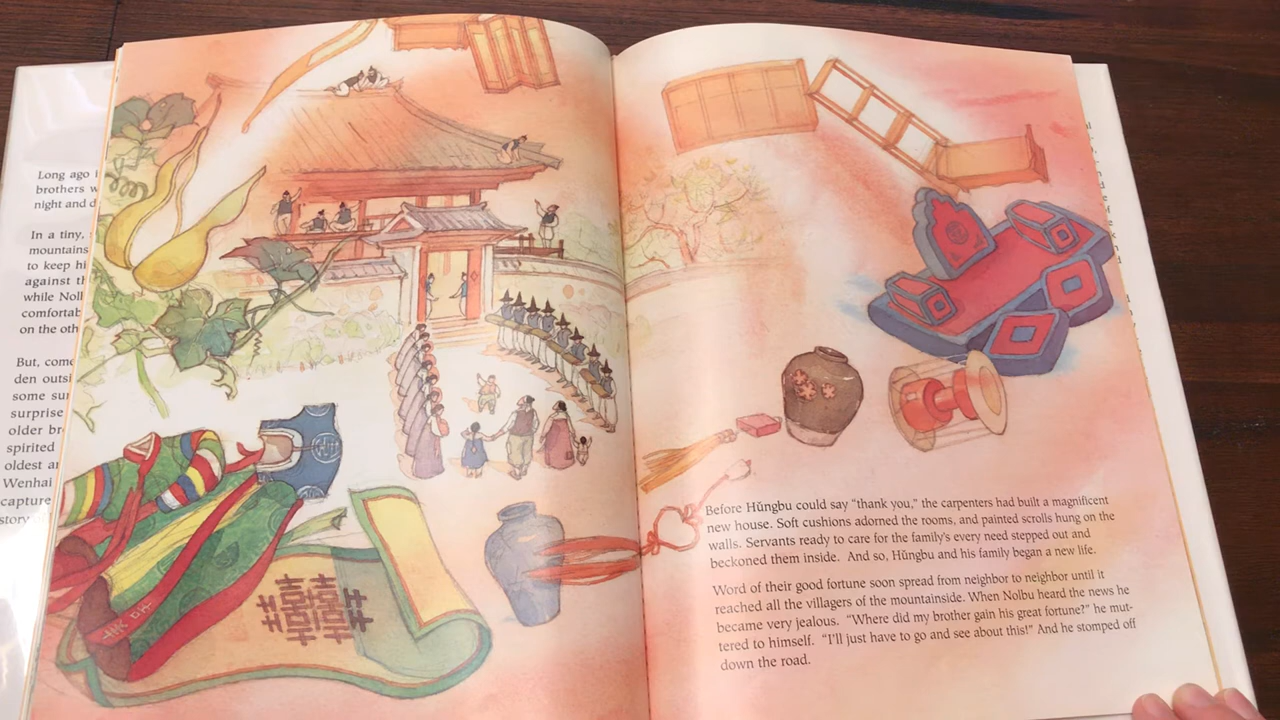 Long ago
brothers
night and
In a tiny,
mountains
to keep
against
while
comfortab
on the
But, come
den outsi
some
surprise
older
spirited
oldest
Wenhai
capture
story
Before Hŭngbu could say “thank you,” the carpenters had built a magnificent
new house. Soft cushions adorned the rooms, and painted scrolls hung on the
walls. Servants ready to care for the family's every need stepped out and
beckoned them inside. And so, Hŭngbu and his family began a new life.
Word of their good fortune soon spread from neighbor to neighbor until it
reached all the villagers of the mountainside. When Nolbu heard the news he
became very jealous. “Where did my brother gain his great fortune?” he mut-
tered to himself. “I'll just have to go and see about this!” And he stomped off
down the road.